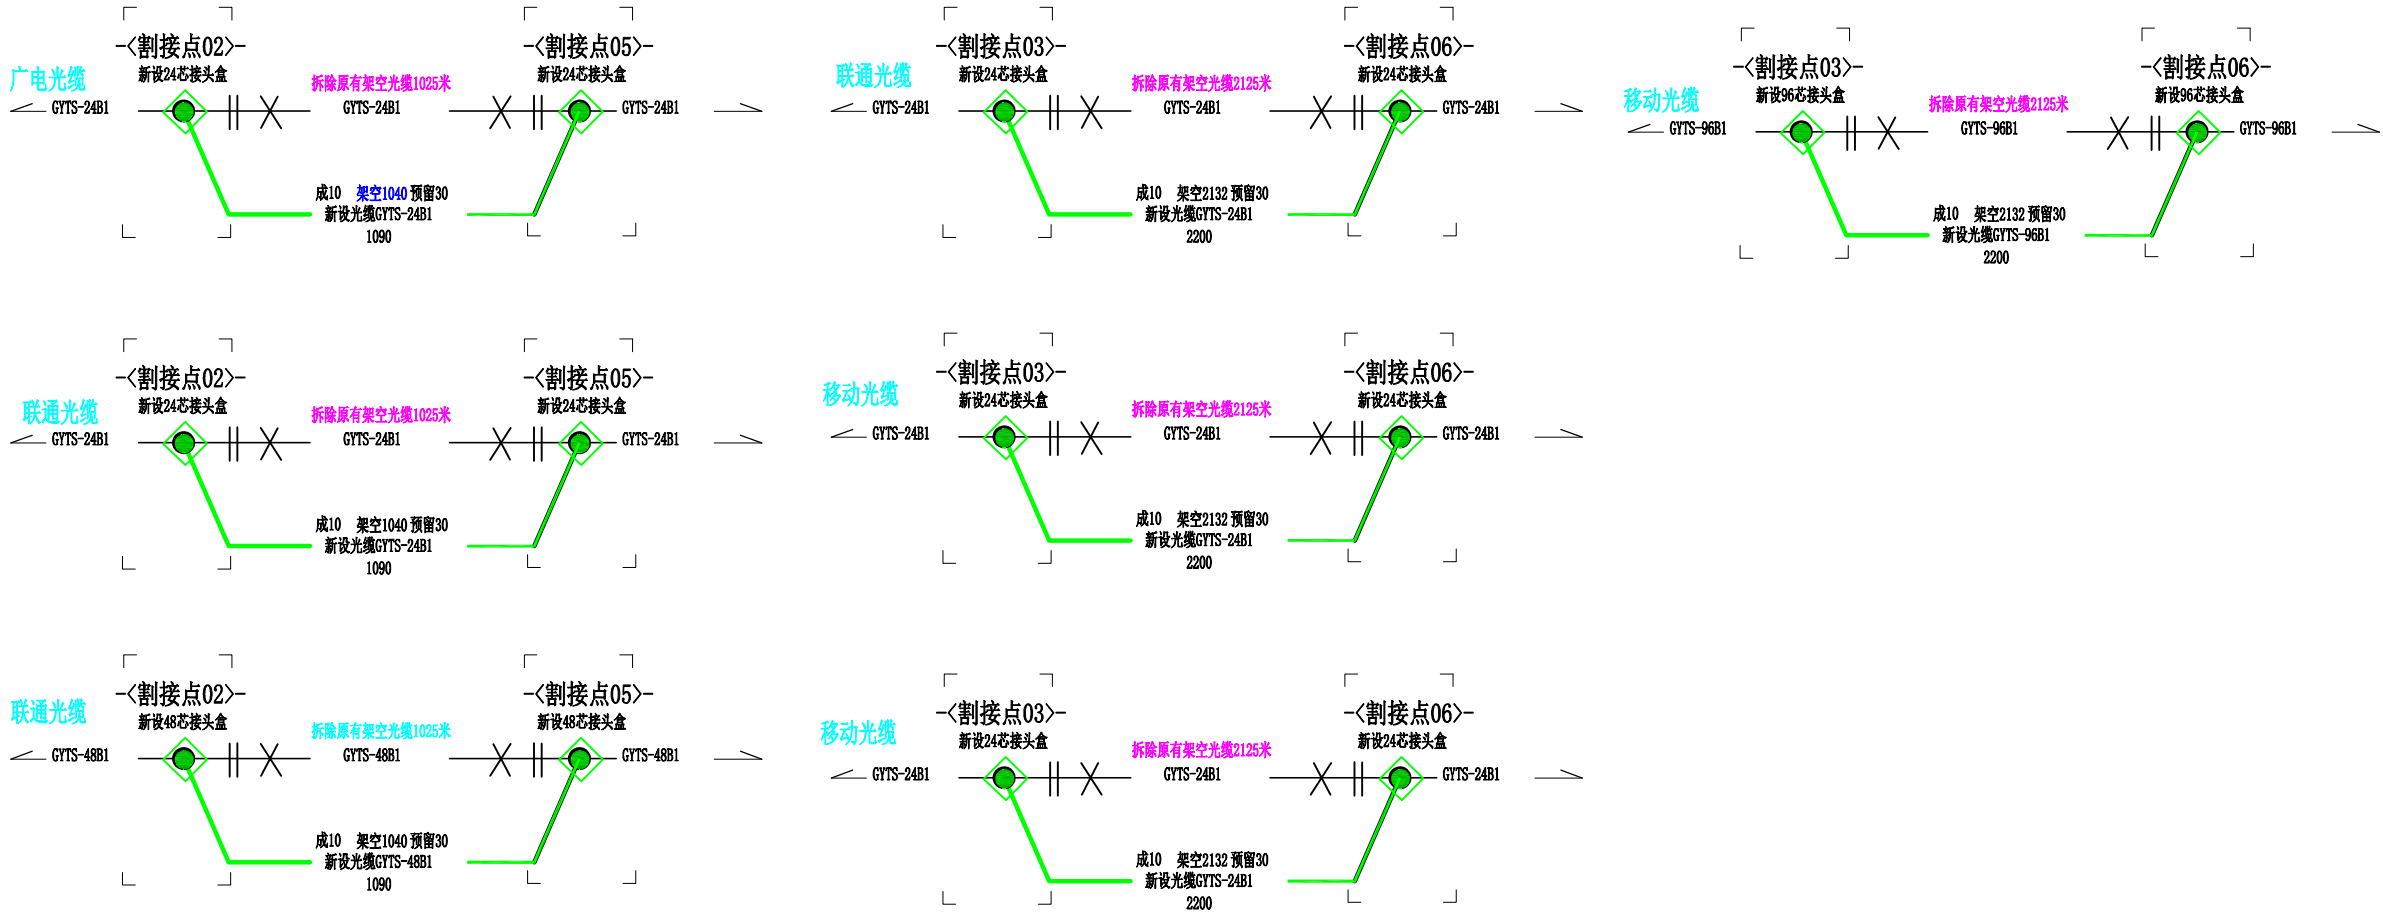 -<割接点02>-
新设24芯接头盒
-<割接点05>-
新设24芯接头盒
广电光缆
拆除原有架空光缆1025米
GYTS-24B1
GYTS-24B1
GYTS-24B1
成10 架空1040 预留30
新设光缆GYTS-24B1
1090
-<割接点03>-
新设24芯接头盒
-<割接点06>-
新设24芯接头盒
联通光缆
拆除原有架空光缆2125米
GYTS-24B1
GYTS-24B1
GYTS-24B1
成10 架空2132 预留30
新设光缆GYTS-24B1
2200
-<割接点03>-
新设96芯接头盒
-<割接点06>-
新设96芯接头盒
移动光缆
拆除原有架空光缆2125米
GYTS-96B1
GYTS-96B1
GYTS-96B1
成10 架空2132 预留30
新设光缆GYTS-96B1
2200
-<割接点02>-
新设24芯接头盒
-<割接点05>-
新设24芯接头盒
联通光缆
拆除原有架空光缆1025米
GYTS-24B1
GYTS-24B1
GYTS-24B1
成10 架空1040 预留30
新设光缆GYTS-24B1
1090
-<割接点03>-
新设24芯接头盒
-<割接点06>-
新设24芯接头盒
移动光缆
拆除原有架空光缆2125米
GYTS-24B1
GYTS-24B1
GYTS-24B1
成10 架空2132 预留30
新设光缆GYTS-24B1
2200
-<割接点02>-
新设48芯接头盒
-<割接点05>-
新设48芯接头盒
联通光缆
拆除原有架空光缆1025米
GYTS-48B1
GYTS-48B1
GYTS-48B1
成10 架空1040 预留30
新设光缆GYTS-48B1
1090
-<割接点03>-
新设24芯接头盒
-<割接点06>-
新设24芯接头盒
移动光缆
拆除原有架空光缆2125米
GYTS-24B1
GYTS-24B1
GYTS-24B1
成10 架空2132 预留30
新设光缆GYTS-24B1
2200